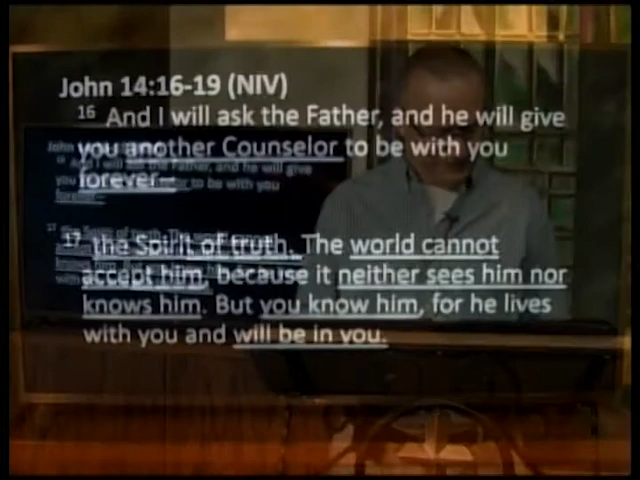 John 14:16-19 (NIV)
16 And I will ask the Father, and he will give
you another Counselor to be with you
forever—
17 the Spirit of truth. The world cannot
accept him, because it neither sees him nor
knows him. But you know him, for he lives
with you and will be in you.